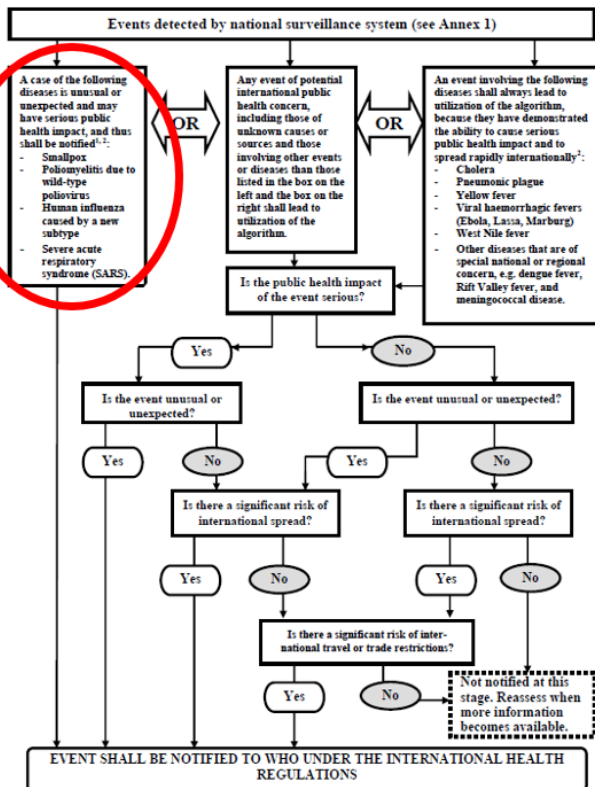 Events detected by national surveillance system (see Annex 1)
A case of the following
diseases is unusual or
unexpected and may
have serious public
health impact, and thus
shall be notified1, 2:
- Smallpox
- Poliomyelitis due to
wild-type
poliovirus
- Human influenza
caused by a new
subtype
- Severe acute
respiratory
syndrome (SARS).
OR
Any event of potential
international public
health concern,
including those of
unknown causes or
sources and those
involving other events
or diseases than those
listed in the box on the
left and the box on the
right shall lead to
utilization of the
algorithm.
OR
An event involving the following
diseases shall always lead to
utilization of the algorithm,
because they have demonstrated
the ability to cause serious
public health impact and to
spread rapidly internationally2:
- Cholera
- Pneumonic plague
- Yellow fever
- Viral haemorrhagic fevers
(Ebola, Lassa, Marburg)
- West Nile fever
- Other diseases that are of
special national or regional
concern, e.g. dengue fever,
Rift Valley fever, and
meningococcal disease.
Is the public health impact
of the event serious?
Yes
No
Is the event unusual or
unexpected?
Is the event unusual or
unexpected?
Yes
No
Yes
No
Is there a significant risk of
international spread?
Is there a significant risk of
international spread?
Yes
No
Yes
No
Is there a significant risk of inter-
national travel or trade restrictions?
Yes
No
Not notified at this
stage. Reassess when
more information
becomes available.
EVENT SHALL BE NOTIFIED TO WHO UNDER THE INTERNATIONAL HEALTH
REGULATIONS